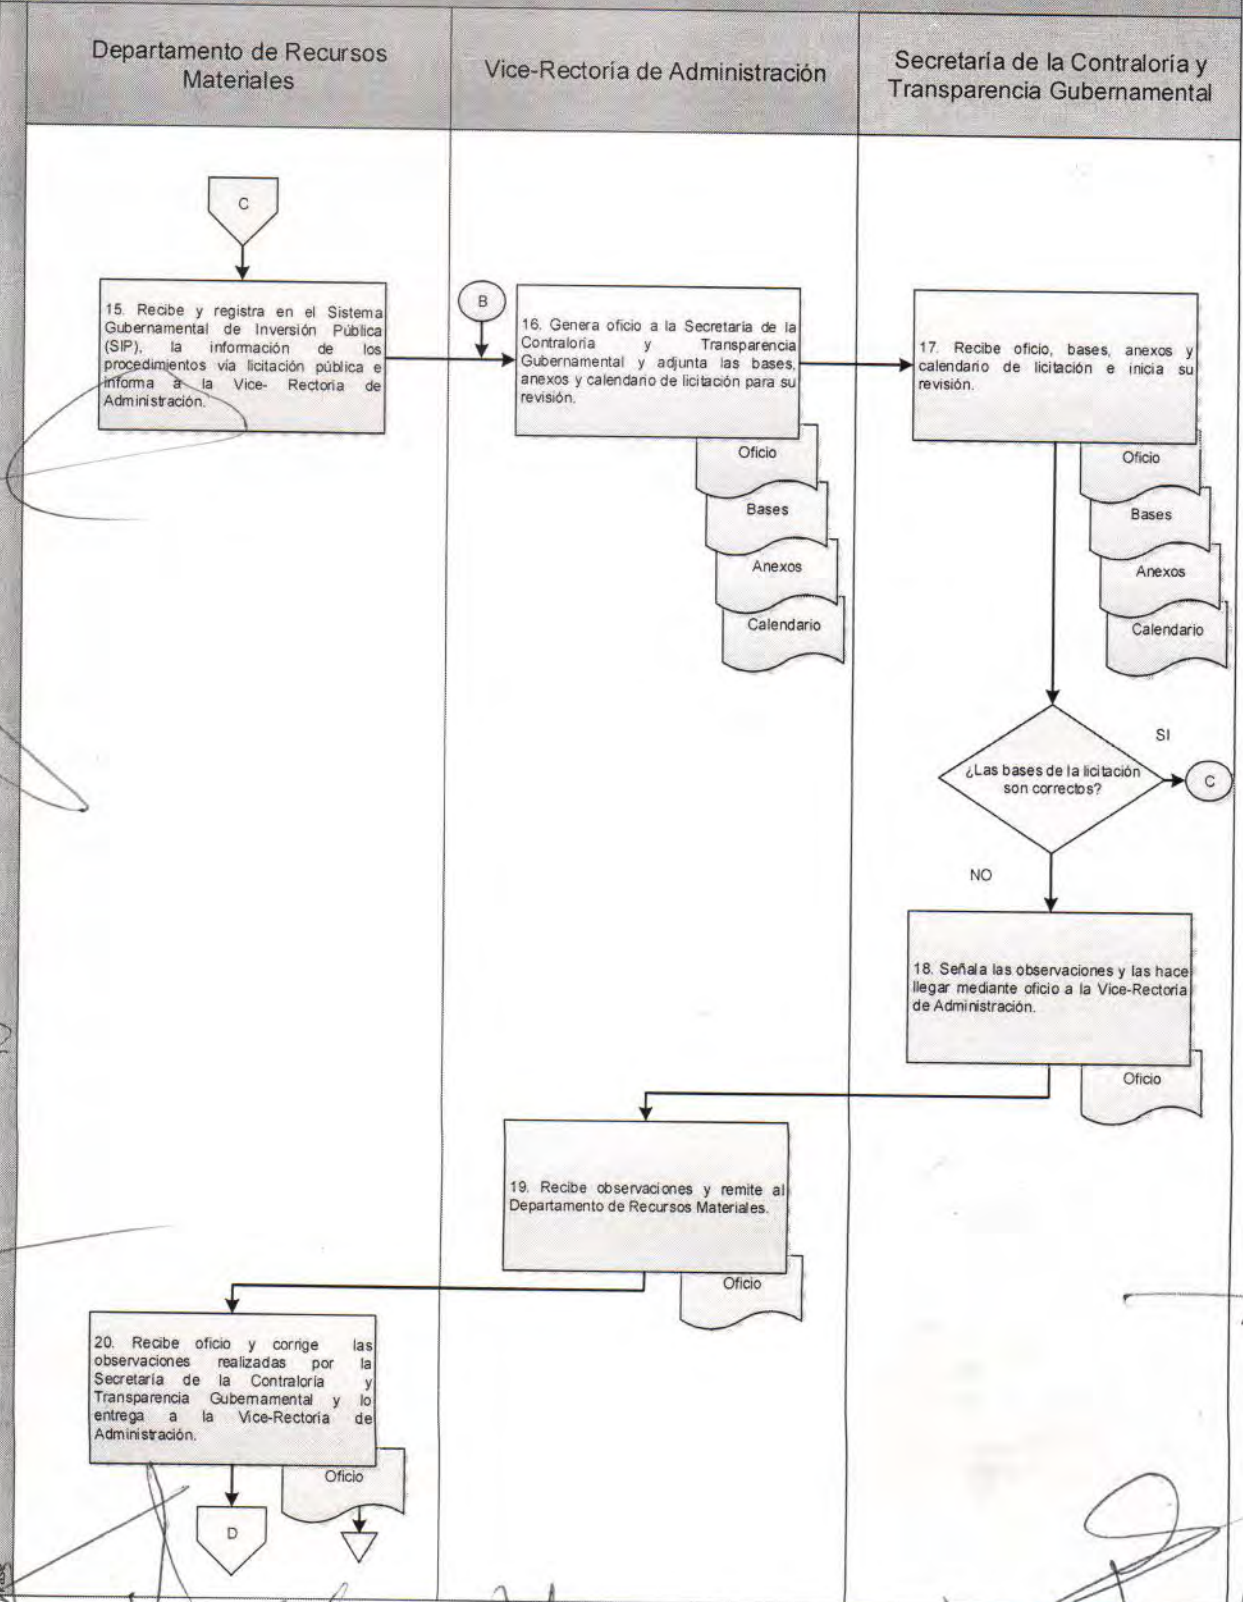 Departamento de Recursos
Materiales
Vice-Rectoría de Administración
Secretaría de la Contraloría y
Transparencia Gubernamental
C
15. Recibe y registra en el Sistema
Gubernamental de Inversión Pública
(SIP), la información de los
procedimientos vía licitación pública e
informa a la Vice- Rectoría de
Administración.
B
16. Genera oficio a la Secretaría de la
Contraloría y Transparencia
Gubernamental y adjunta las bases,
anexos y calendario de licitación para su
revisión.
Oficio
Bases
Anexos
Calendario
17. Recibe oficio, bases, anexos y
calendario de licitación e inicia su
revisión.
Oficio
Bases
Anexos
Calendario
¿Las bases de la licitación
son correctos?
SI
C
NO
18. Señala las observaciones y las hace
llegar mediante oficio a la Vice-Rectoría
de Administración.
Oficio
19. Recibe observaciones y remite al
Departamento de Recursos Materiales.
Oficio
20. Recibe oficio y corrige las
observaciones realizadas por la
Secretaría de la Contraloría y
Transparencia Gubernamental y lo
entrega a la Vice-Rectoría de
Administración.
Oficio
D